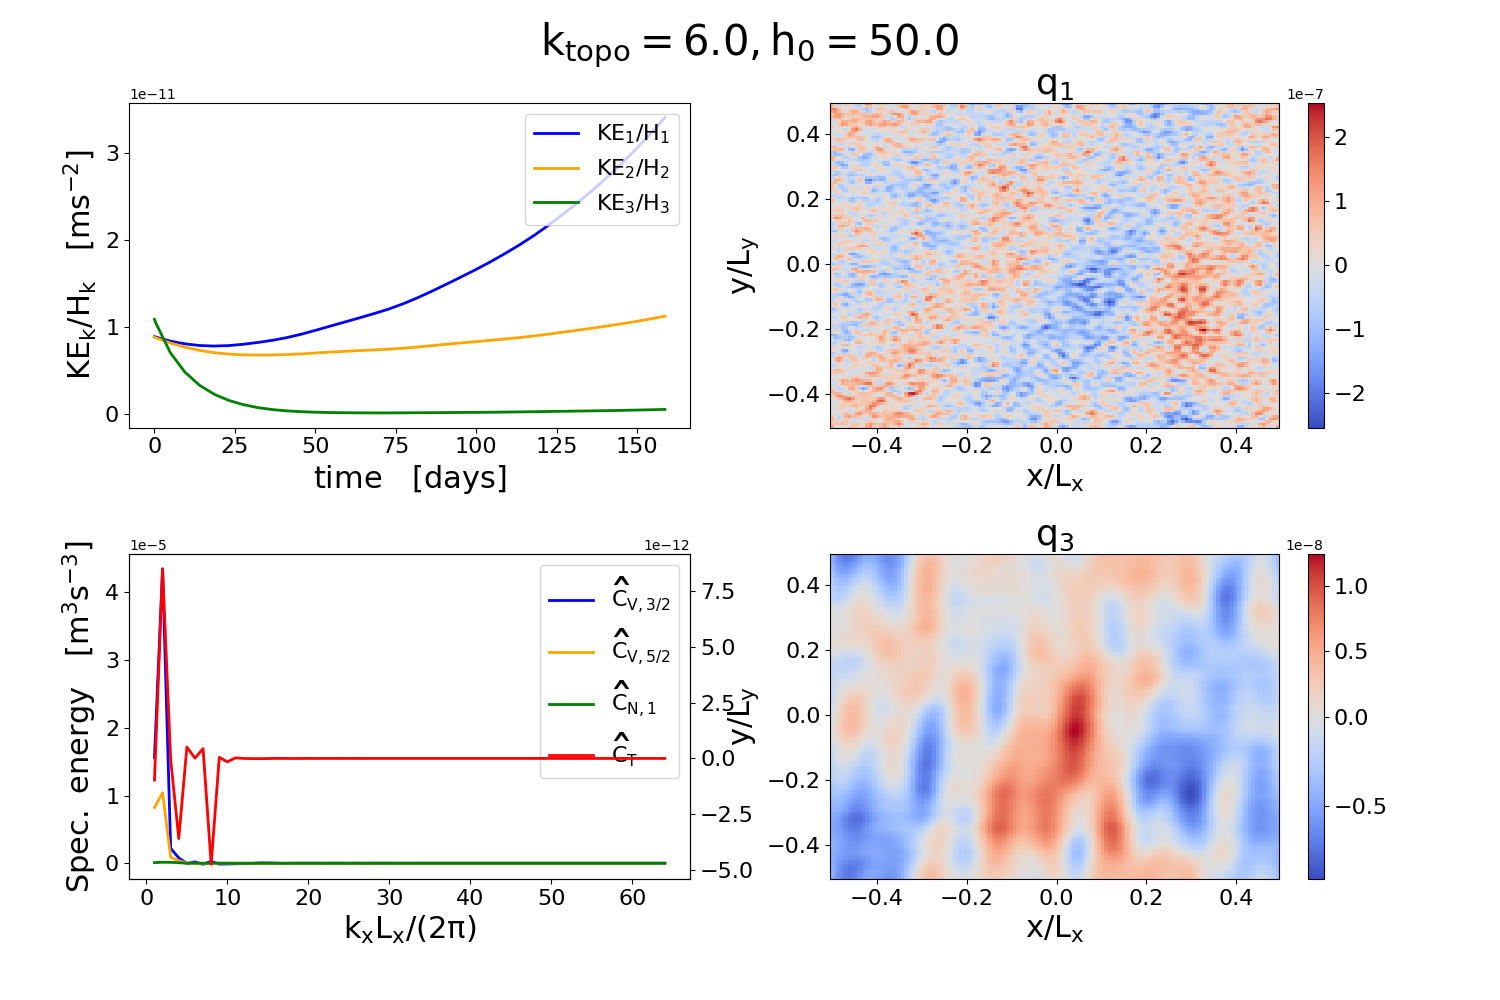 k_topo = 6.0, h_0 = 50.0
1e−11
KE_k/H_k [ms^−2]
3
2
1
0
KE_1/H_1
KE_2/H_2
KE_3/H_3
0 25 50 75 100 125 150
time [days]
q_1
1e−7
y/L_y
0.4
0.2
0.0
−0.2
−0.4
−0.4 −0.2 0.0 0.2 0.4
x/L_x
2
1
0
−1
−2
1e−5
1e−12
Spec. energy [m^3s^−3]
4
3
2
1
0
Ĉ_V,3/2
Ĉ_V,5/2
Ĉ_N,1
Ĉ_T
7.5
5.0
2.5
0.0
−2.5
−5.0
0 10 20 30 40 50 60
k_xL_x/(2π)
q_3
1e−8
y/L_y
0.4
0.2
0.0
−0.2
−0.4
−0.4 −0.2 0.0 0.2 0.4
x/L_x
1.0
0.5
0.0
−0.5